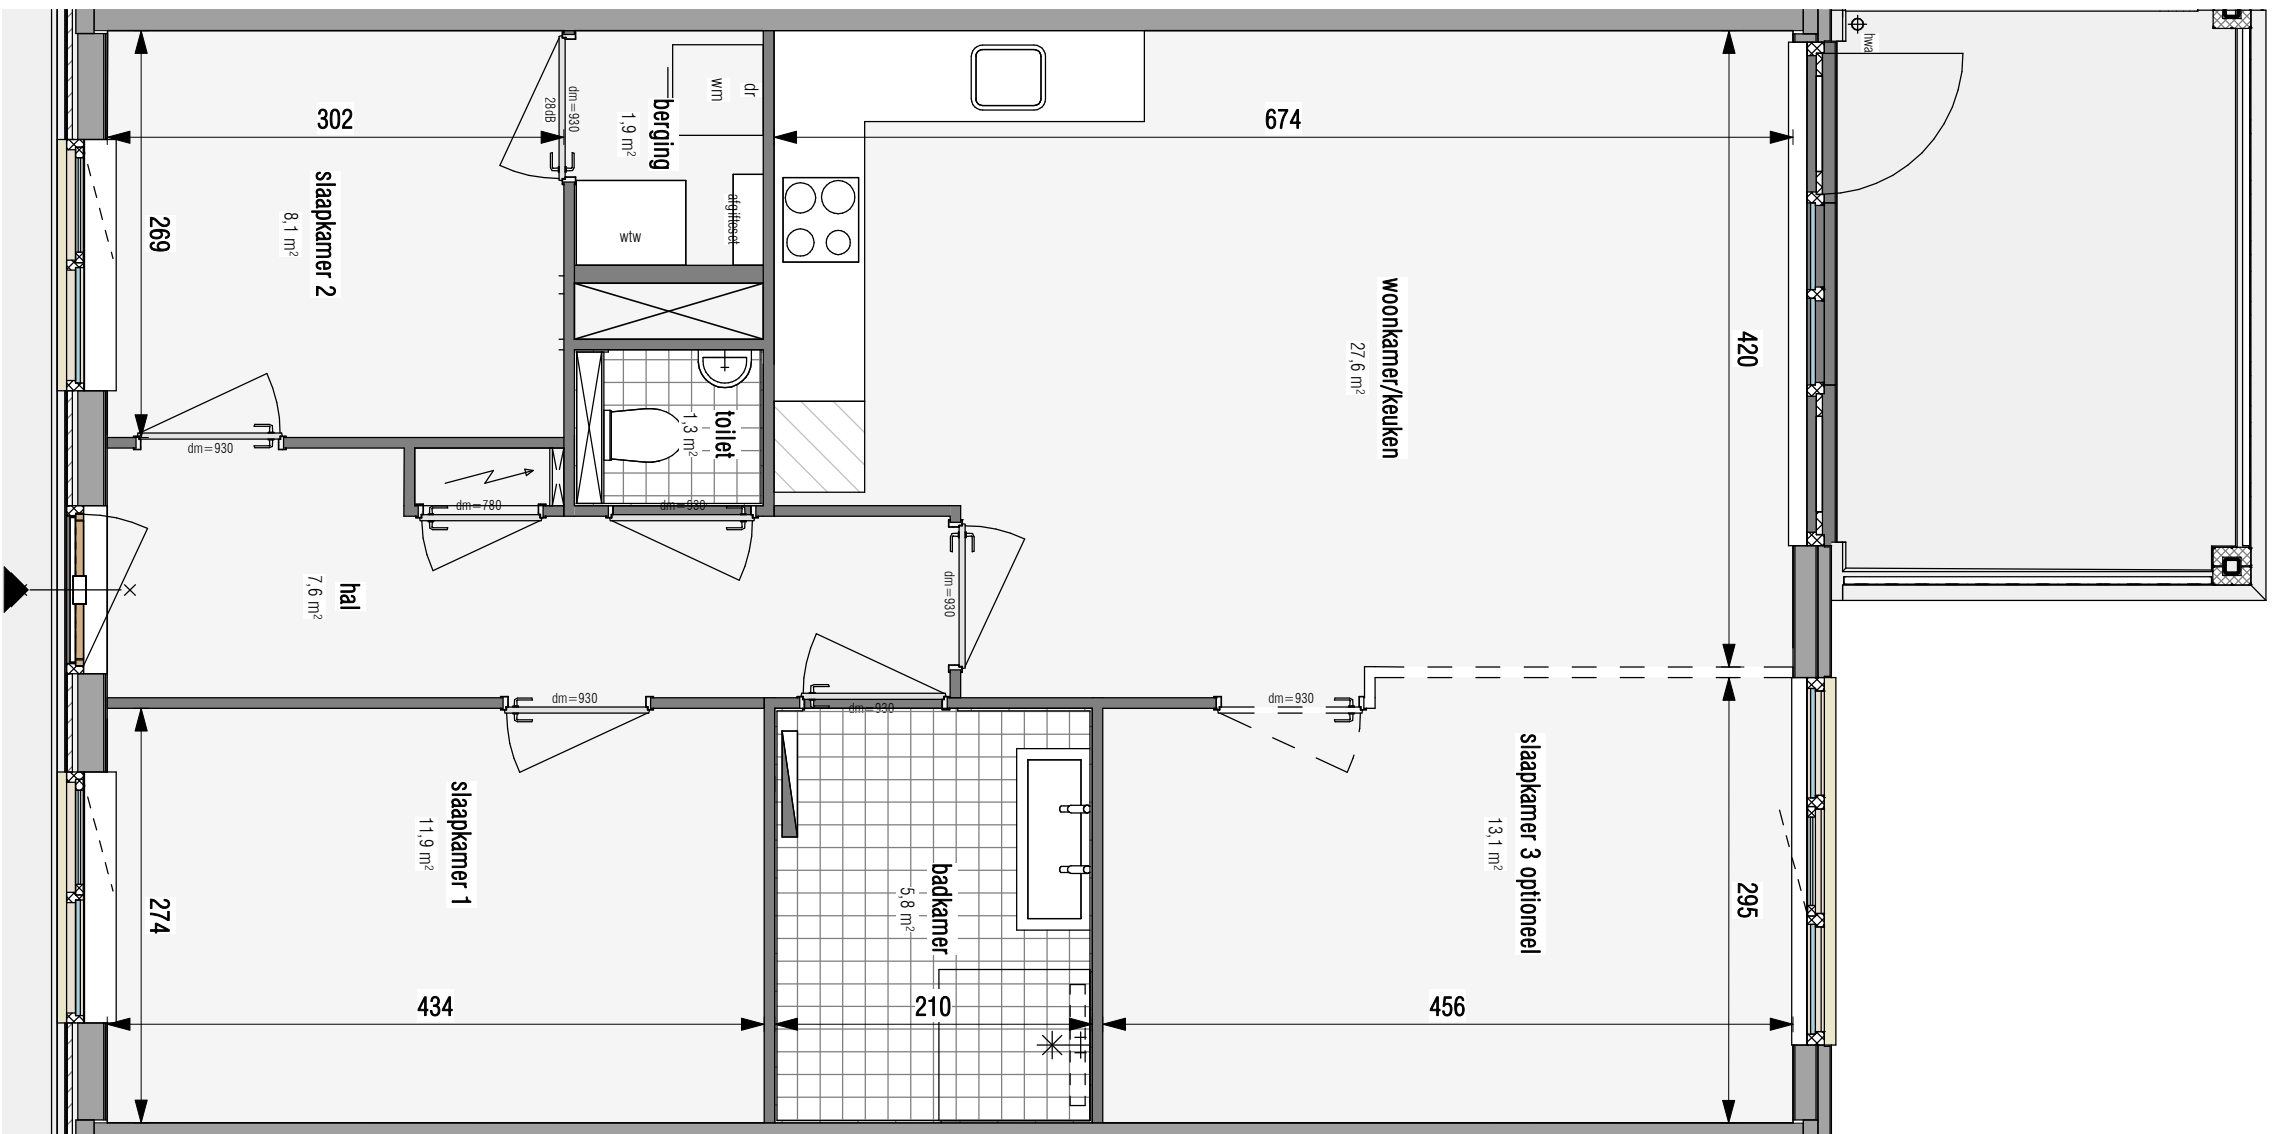 302
269
slaapkamer 2
8,1 m²
dm=930
28dB
dm=930
berging
1,9 m²
wm
dr
wtw
afgifteset
toilet
1,3 m²
dm=930
dm=780
674
420
woonkamer/keuken
27,6 m²
hwa
hal
7,6 m²
dm=930
dm=930
dm=930
dm=930
slaapkamer 1
11,9 m²
274
434
badkamer
5,8 m²
210
slaapkamer 3 optioneel
13,1 m²
295
456